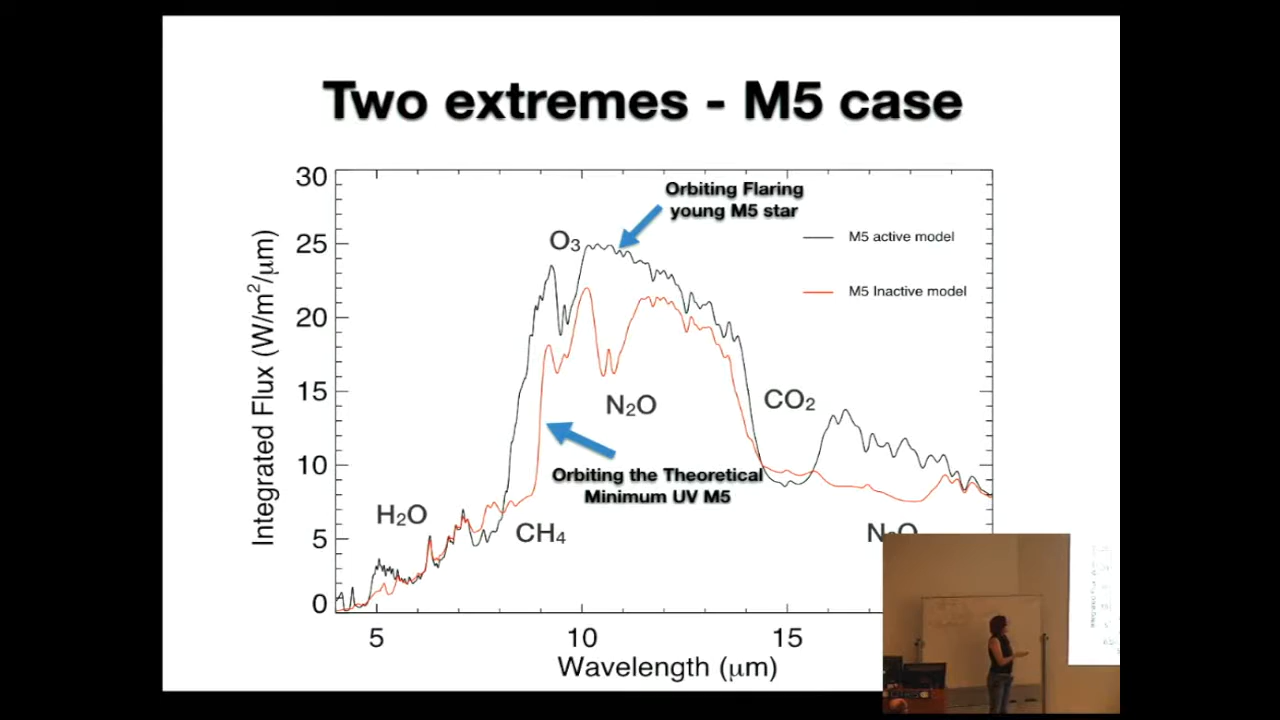 Two extremes - M5 case
30
25
20
15
10
5
0
Integrated Flux (W/m²/μm)
Orbiting Flaring
young M5 star
M5 active model
M5 Inactive model
O₃
N₂O
CO₂
Orbiting the Theoretical
Minimum UV M5
H₂O
CH₄
5
10
15
Wavelength (μm)